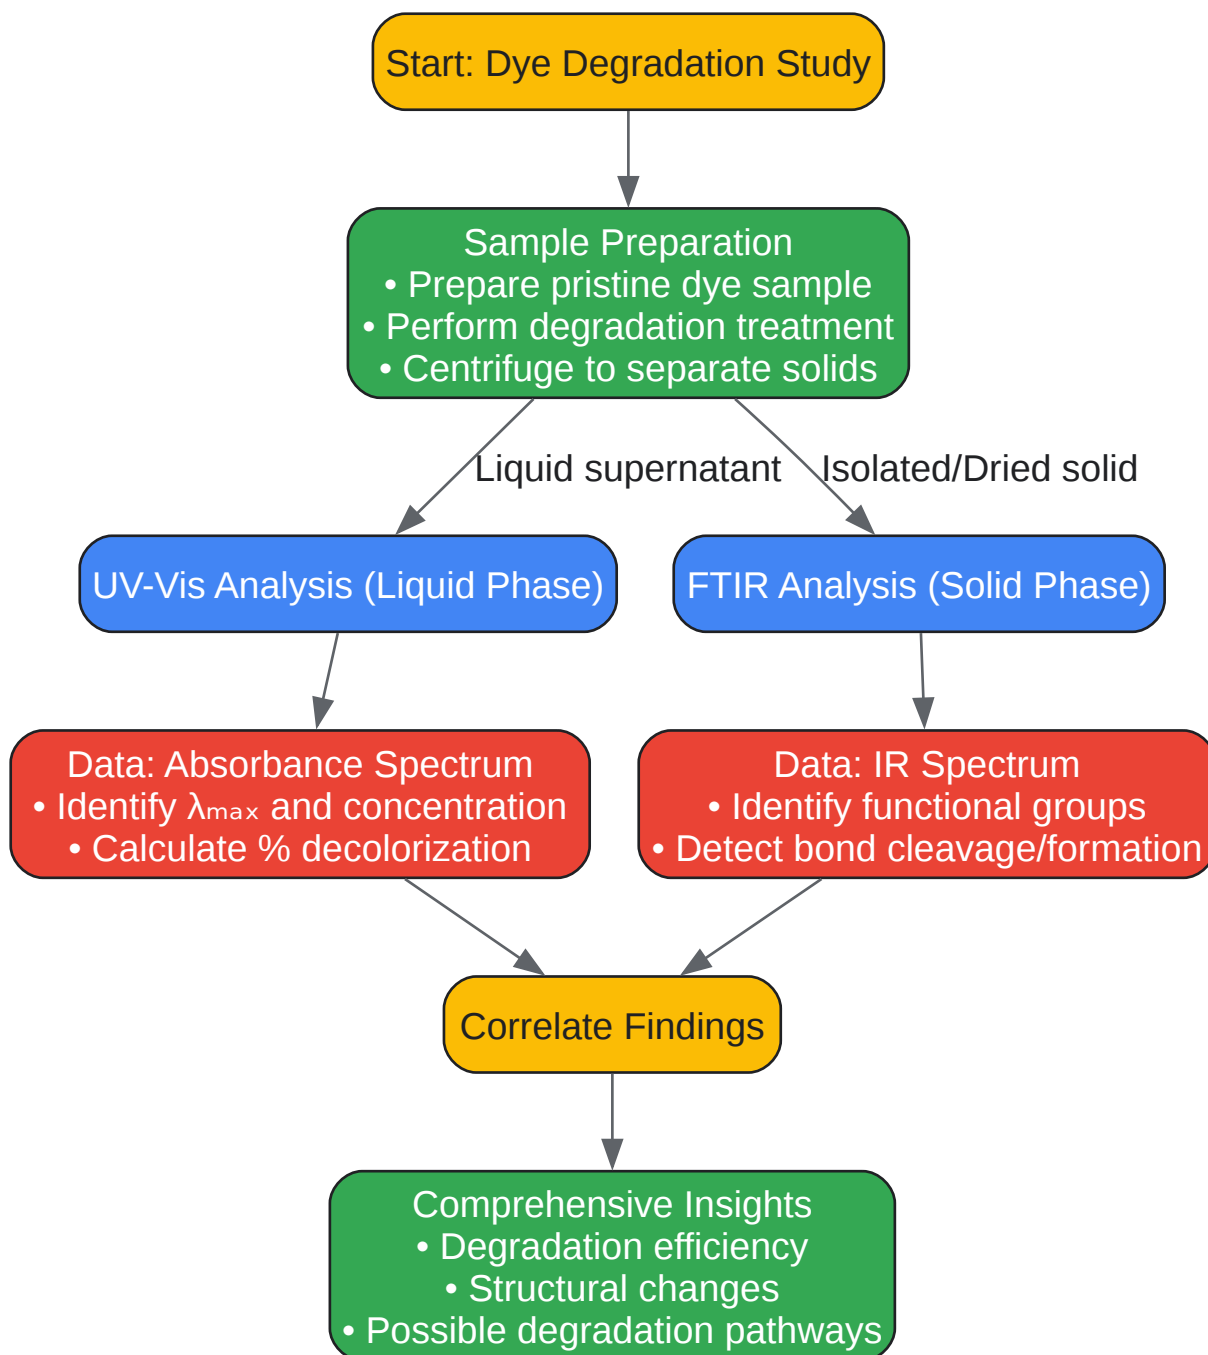 Start: Dye Degradation Study
Sample Preparation
• Prepare pristine dye sample
• Perform degradation treatment
• Centrifuge to separate solids
Liquid supernatant
Isolated/Dried solid
UV-Vis Analysis (Liquid Phase)
FTIR Analysis (Solid Phase)
Data: Absorbance Spectrum
• Identify λₘₐₓ and concentration
• Calculate % decolorization
Data: IR Spectrum
• Identify functional groups
• Detect bond cleavage/formation
Correlate Findings
Comprehensive Insights
• Degradation efficiency
• Structural changes
• Possible degradation pathways